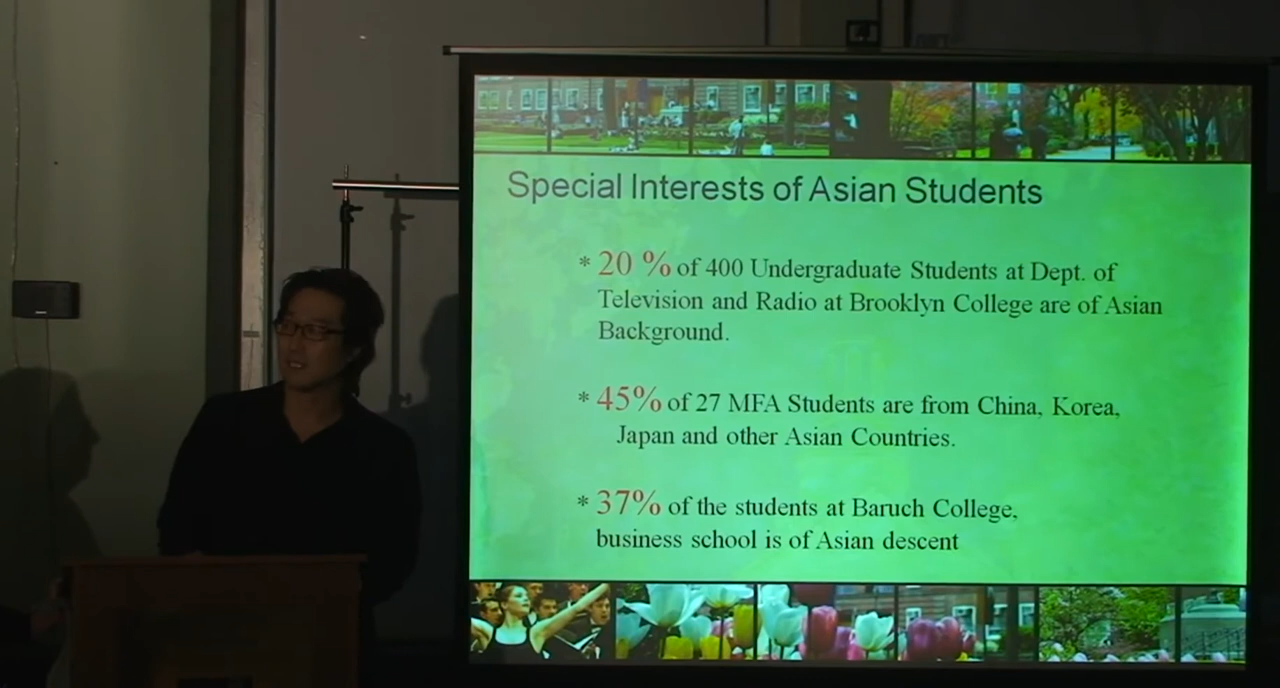 Special Interests of Asian Students
* 20 % of 400 Undergraduate Students at Dept. of
Television and Radio at Brooklyn College are of Asian
Background.
* 45% of 27 MFA Students are from China, Korea,
Japan and other Asian Countries.
* 37% of the students at Baruch College,
business school is of Asian descent